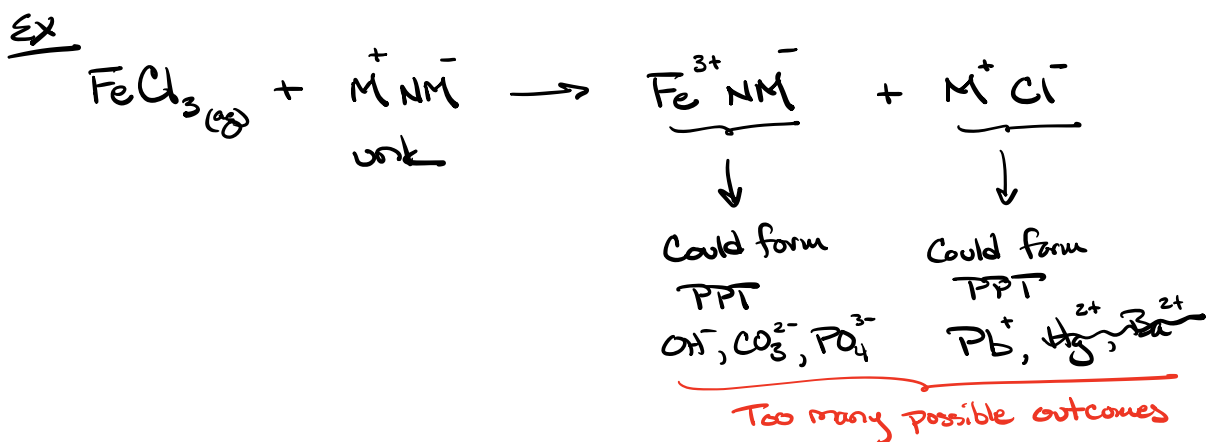 Ex
FeCl₃(aq) + M⁺NM⁻ → Fe³⁺NM⁻ + M⁺Cl⁻
unk
Could form
PPT
OH⁻, CO₃²⁻, PO₄³⁻
Could form
PPT
Pb⁺, Hg²⁺, Ba²⁺
Too many possible outcomes